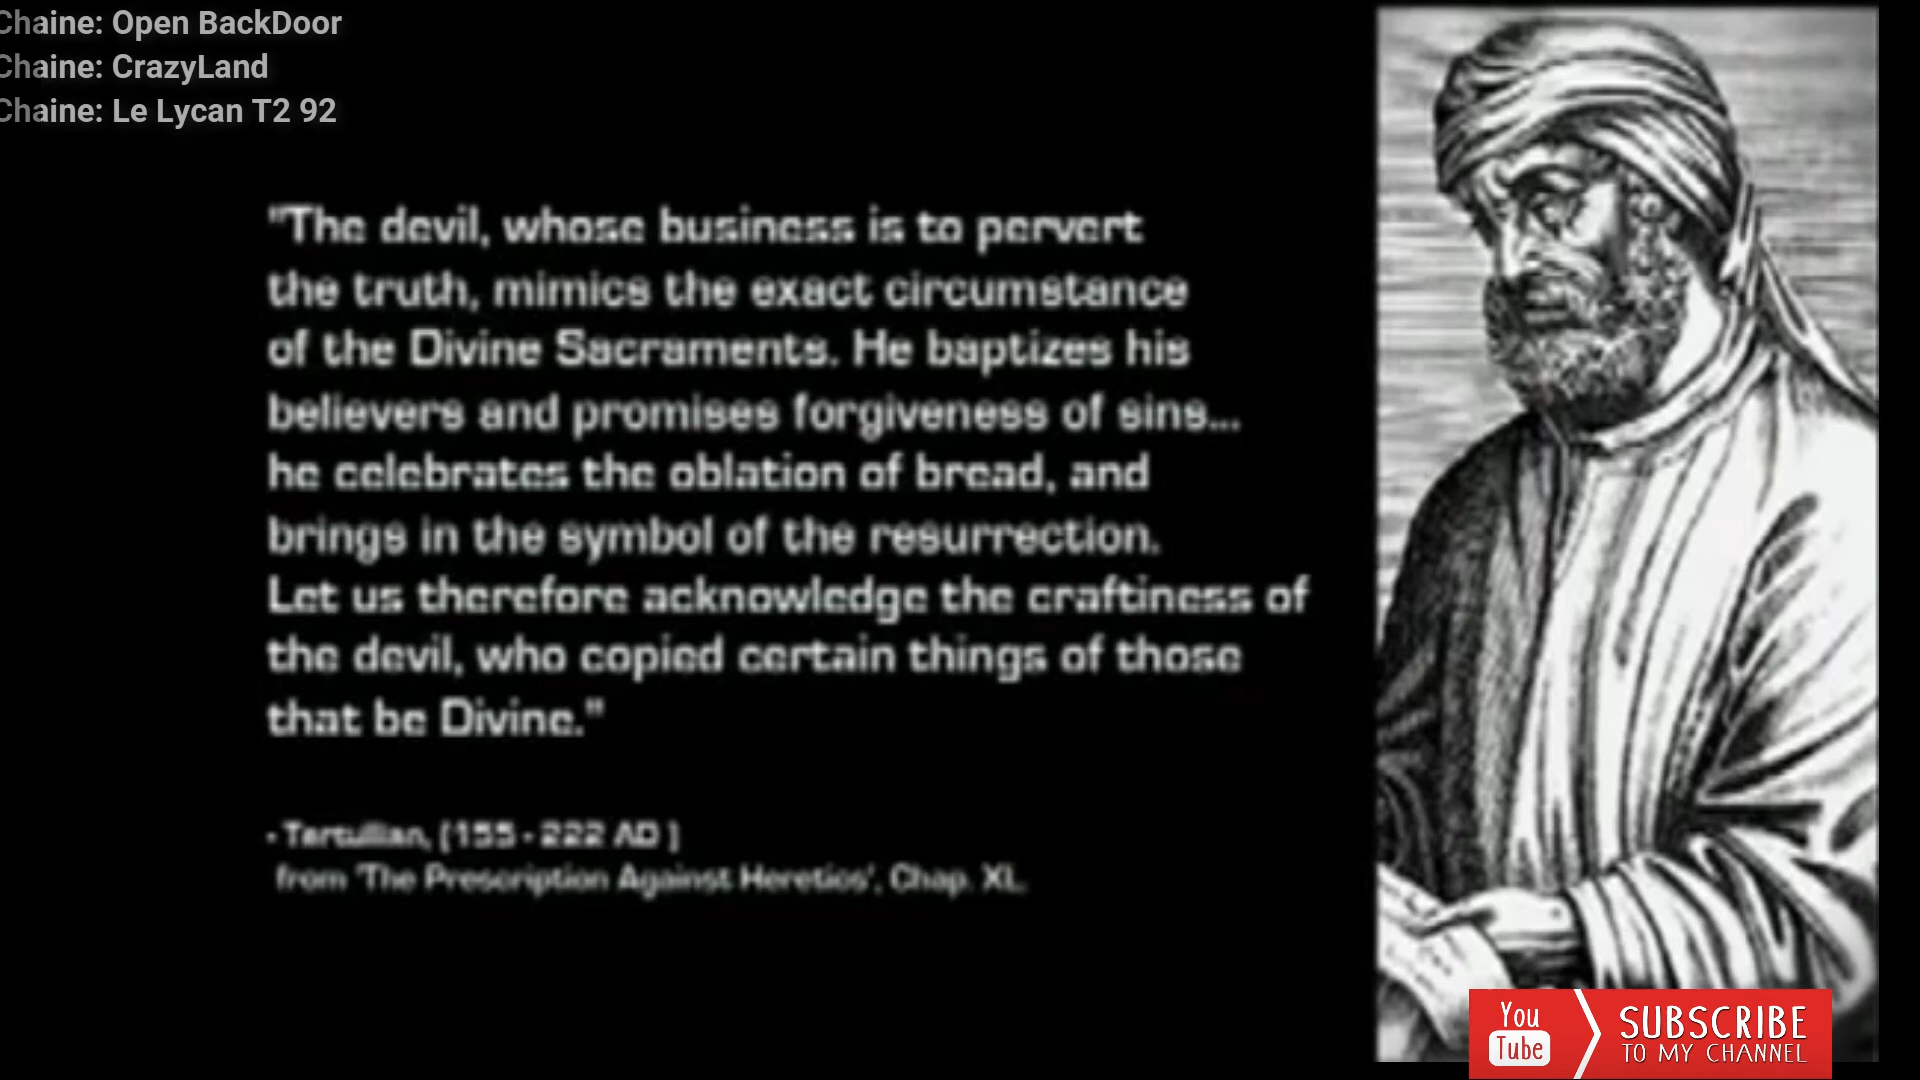 Chaine: Open BackDoor
Chaine: CrazyLand
Chaine: Le Lycan T2 92
"The devil, whose business is to pervert
the truth, mimics the exact circumstance
of the Divine Sacraments. He baptizes his
believers and promises forgiveness of sins...
he celebrates the oblation of bread, and
brings in the symbol of the resurrection.
Let us therefore acknowledge the craftiness of
the devil, who copied certain things of those
that be Divine."
- Tertullian, (155 - 222 AD )
from 'The Prescription Against Heretics', Chap. XL.
You
Tube
SUBSCRIBE
TO MY CHANNEL